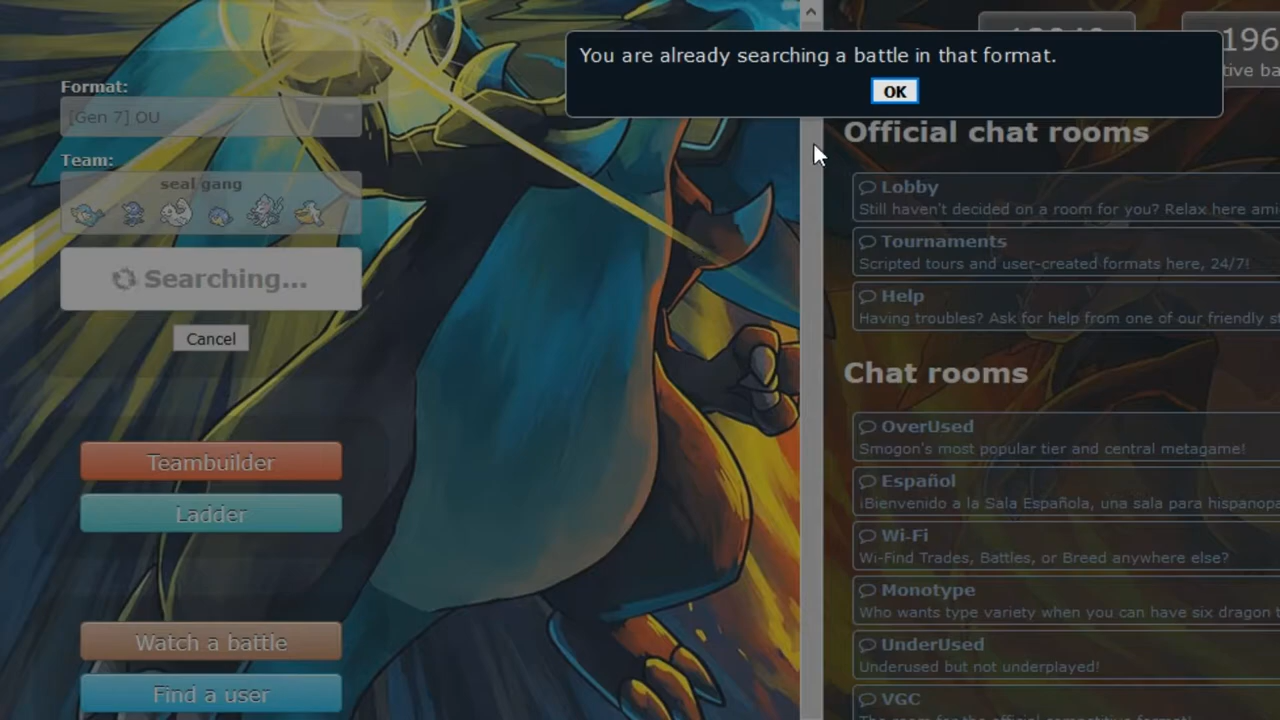 You are already searching a battle in that format.
OK
196
tive ba
Format:
[Gen 7] OU
Team:
seal gang
Searching...
Cancel
Teambuilder
Ladder
Watch a battle
Find a user
Official chat rooms
Lobby
Still haven't decided on a room for you? Relax here ami
Tournaments
Scripted tours and user-created formats here, 24/7!
Help
Having troubles? Ask for help from one of our friendly s
Chat rooms
OverUsed
Smogon's most popular tier and central metagame!
Español
¡Bienvenido a la Sala Española, una sala para hispanopa
Wi-Fi
Wi-Find Trades, Battles, or Breed anywhere else?
Monotype
Who wants type variety when you can have six dragon t
UnderUsed
Underused but not underplayed!
VGC